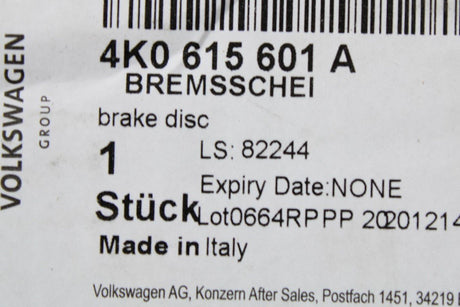 VOLKSWAGEN
GROUP
4K0 615 601 A
BREMSSCHEI
brake disc
1
LS: 82244
Expiry Date:NONE
Stück
Lot0664RPPP 20201214
Made in Italy
Volkswagen AG, Konzern After Sales, Postfach 1451, 34219